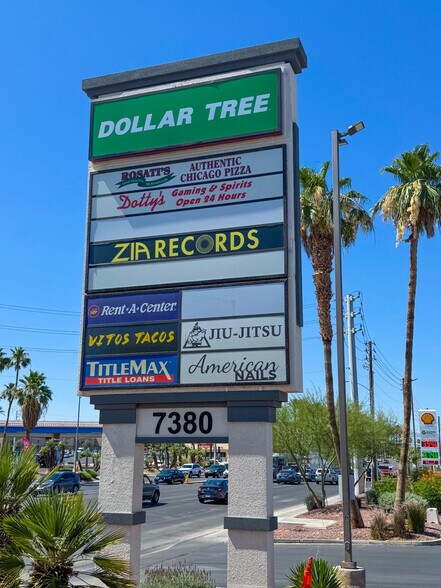 DOLLAR TREE
ROSATI'S
AUTHENTIC
CHICAGO PIZZA
Dotty's
GAMING & SPIRITS
OPEN 24 HOURS
ZIA RECORDS
RENT-A-CENTER
VITOS TACOS
TITLEMAX
TITLE LOANS
JIU-JITSU
American
NAILS
7380